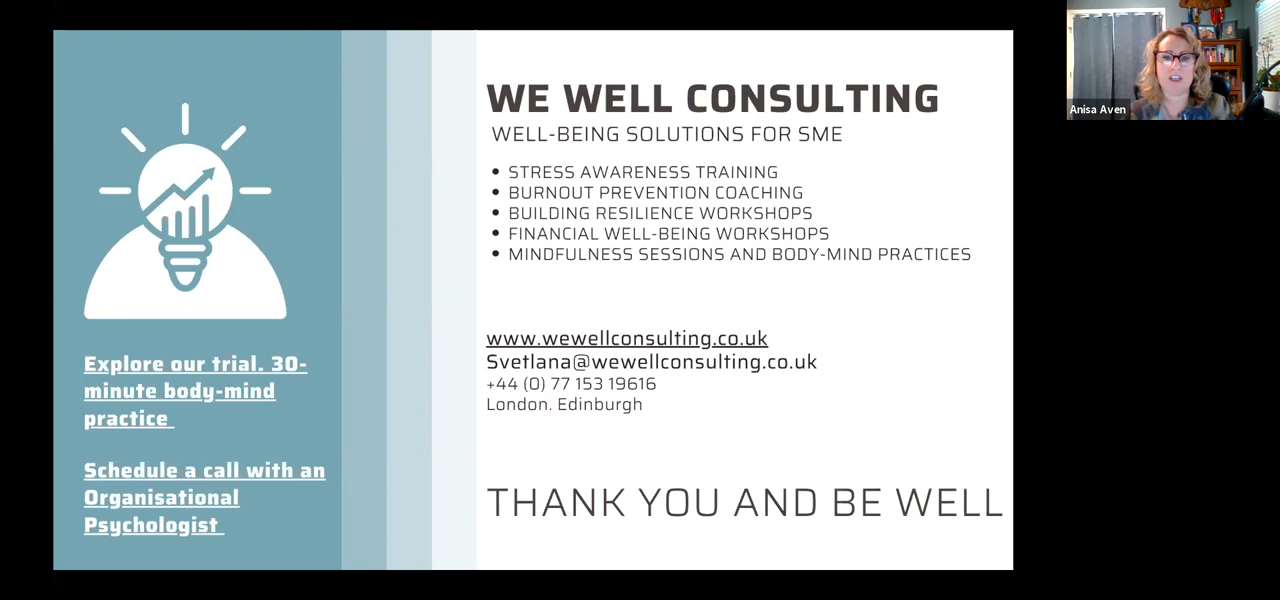 WE WELL CONSULTING
WELL-BEING SOLUTIONS FOR SME
• STRESS AWARENESS TRAINING
• BURNOUT PREVENTION COACHING
• BUILDING RESILIENCE WORKSHOPS
• FINANCIAL WELL-BEING WORKSHOPS
• MINDFULNESS SESSIONS AND BODY-MIND PRACTICES
www.wewellconsulting.co.uk
Svetlana@wewellconsulting.co.uk
+44 (0) 77 153 19616
London. Edinburgh
THANK YOU AND BE WELL
Explore our trial. 30-
minute body-mind
practice
Schedule a call with an
Organisational
Psychologist
Anisa Aven